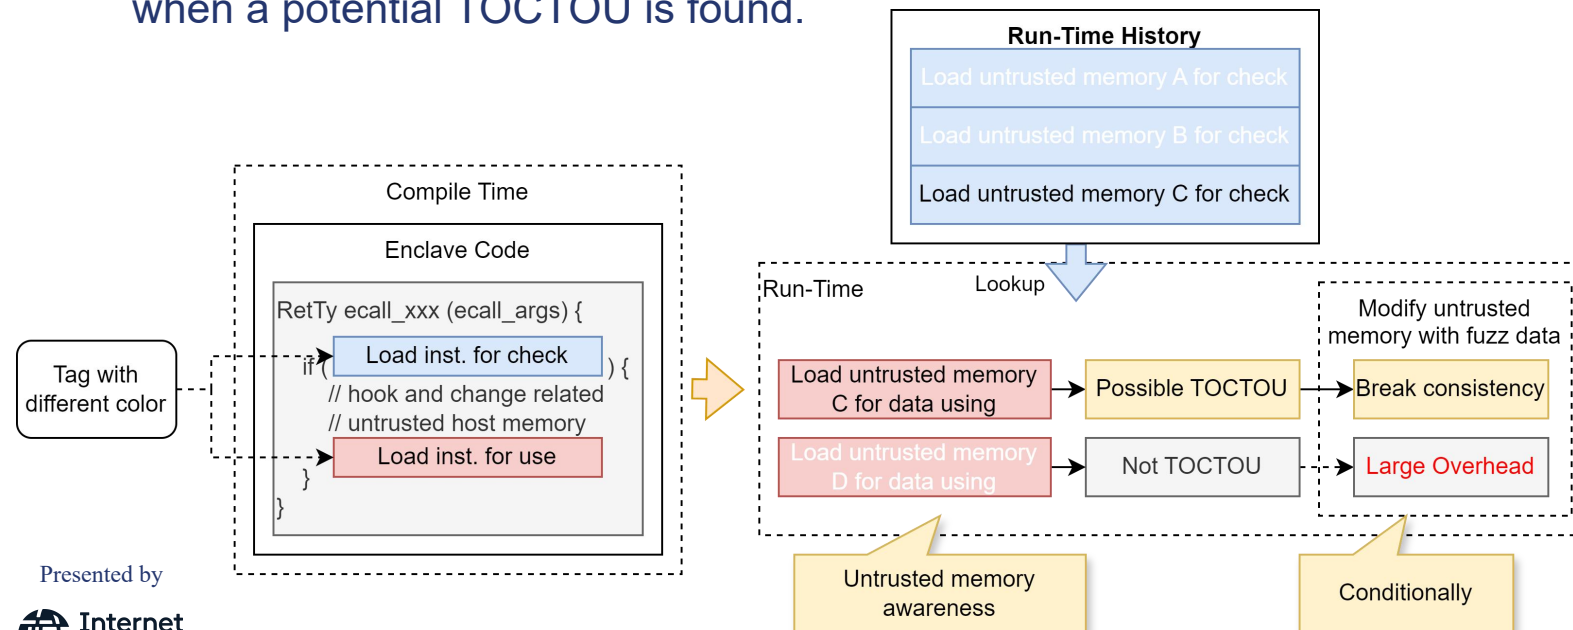 when a potential TOCTOU is found.
Run-Time History
Load untrusted memory A for check
Load untrusted memory B for check
Load untrusted memory C for check
Compile Time
Enclave Code
RetTy ecall_xxx (ecall_args) {
Load inst. for check
if (
) {
// hook and change related
// untrusted host memory
Load inst. for use
}
}
Tag with
different color
Lookup
Run-Time
Modify untrusted
memory with fuzz data
Load untrusted memory
C for data using
Possible TOCTOU
Break consistency
Load untrusted memory
D for data using
Not TOCTOU
Large Overhead
Untrusted memory
awareness
Conditionally
Presented by
Internet